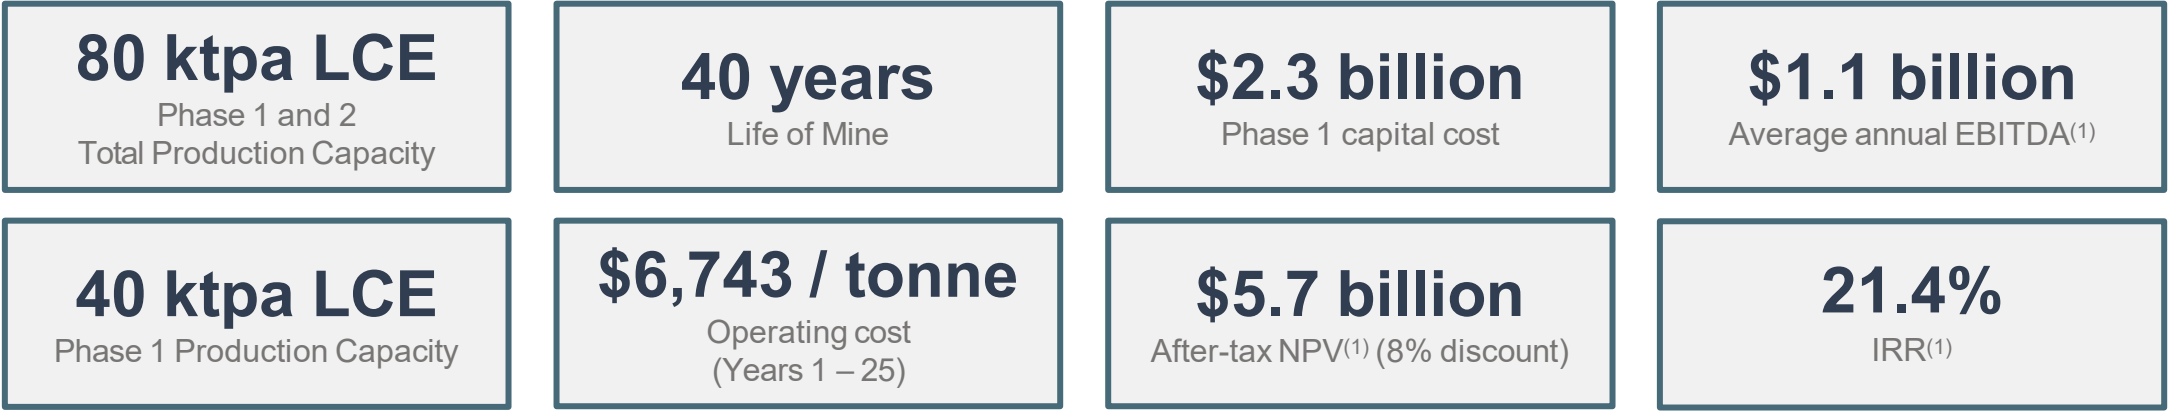 80 ktpa LCE
Phase 1 and 2
Total Production Capacity
40 years
Life of Mine
$2.3 billion
Phase 1 capital cost
$1.1 billion
Average annual EBITDA(1)
40 ktpa LCE
Phase 1 Production Capacity
$6,743 / tonne
Operating cost
(Years 1 – 25)
$5.7 billion
After-tax NPV(1) (8% discount)
21.4%
IRR(1)